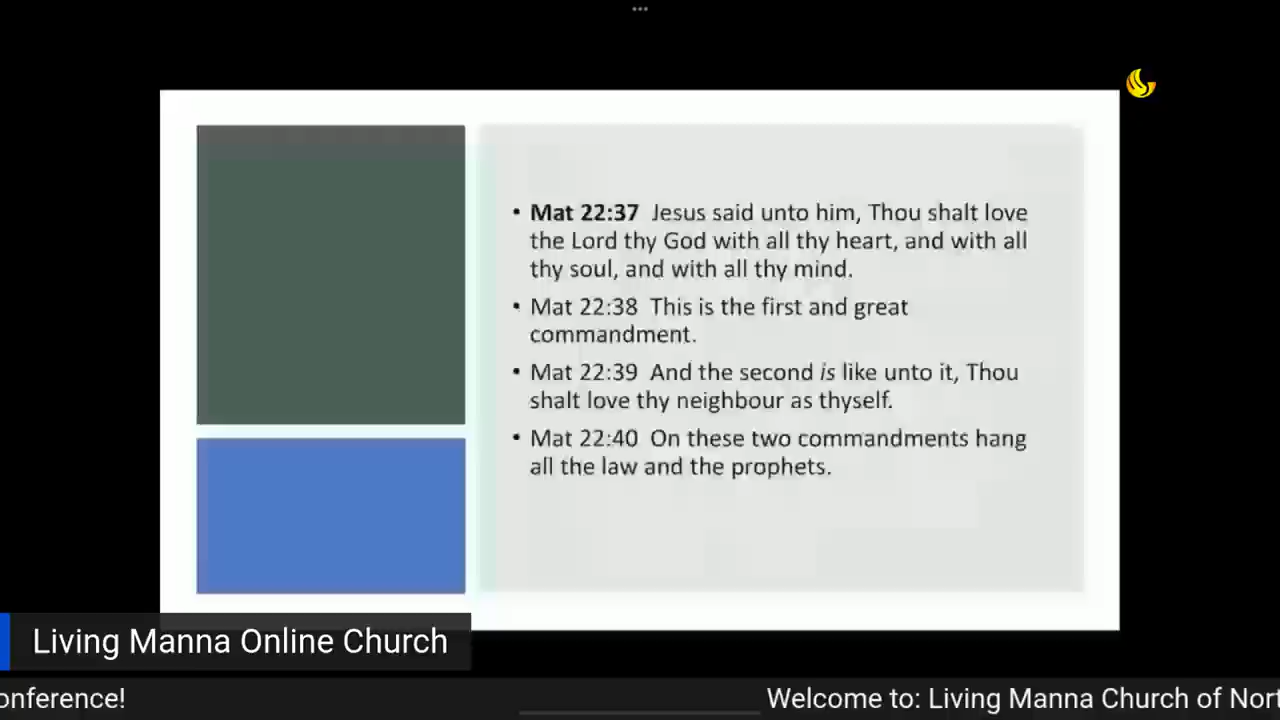 • Mat 22:37 Jesus said unto him, Thou shalt love
the Lord thy God with all thy heart, and with all
thy soul, and with all thy mind.
• Mat 22:38 This is the first and great
commandment.
• Mat 22:39 And the second is like unto it, Thou
shalt love thy neighbour as thyself.
• Mat 22:40 On these two commandments hang
all the law and the prophets.
Living Manna Online Church
onference! Welcome to: Living Manna Church of Nort